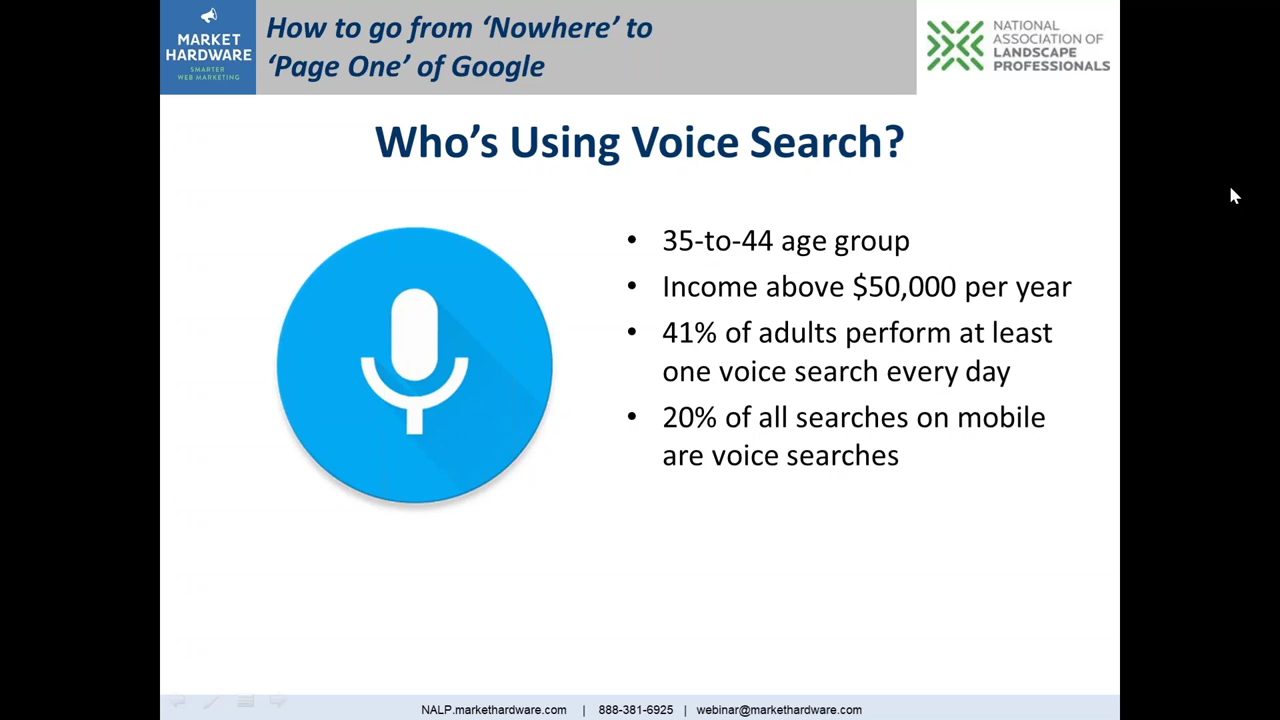 MARKET
HARDWARE
SMARTER
WEB MARKETING
How to go from ‘Nowhere’ to
‘Page One’ of Google
NATIONAL
ASSOCIATION OF
LANDSCAPE
PROFESSIONALS
Who’s Using Voice Search?
• 35-to-44 age group
• Income above $50,000 per year
• 41% of adults perform at least
one voice search every day
• 20% of all searches on mobile
are voice searches
NALP.markethardware.com | 888-381-6925 | webinar@markethardware.com